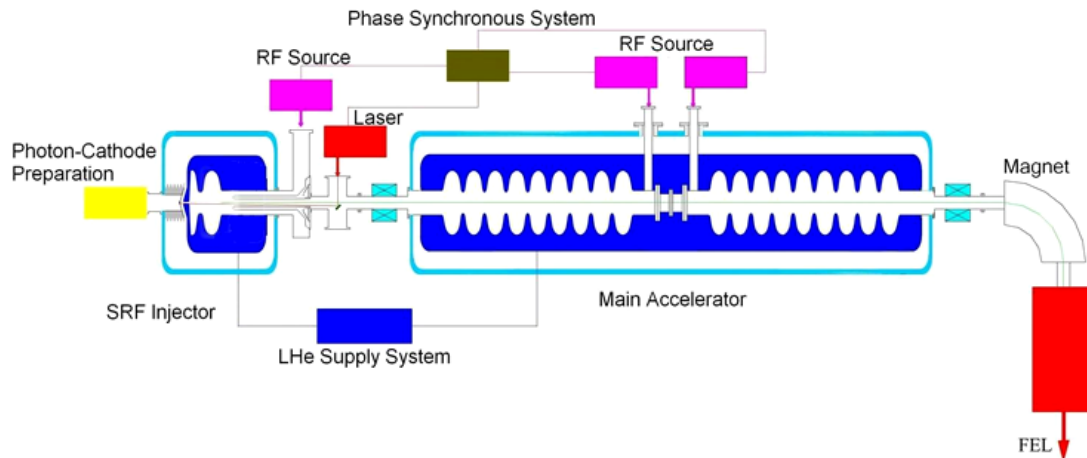 Phase Synchronous System
RF Source
RF Source
Laser
Photon-Cathode
Preparation
Magnet
SRF Injector
Main Accelerator
LHe Supply System
FEL